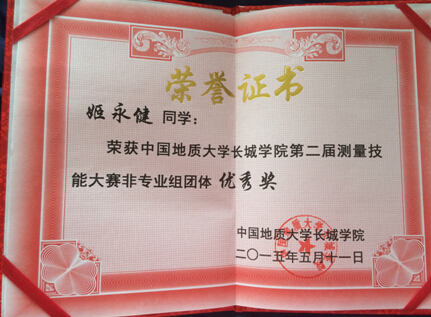 荣誉证书
姬永健 同学：
荣获中国地质大学长城学院第二届测量技
能大赛非专业组团体 优秀奖
中国地质大学长城学院
二〇一五年五月十一日